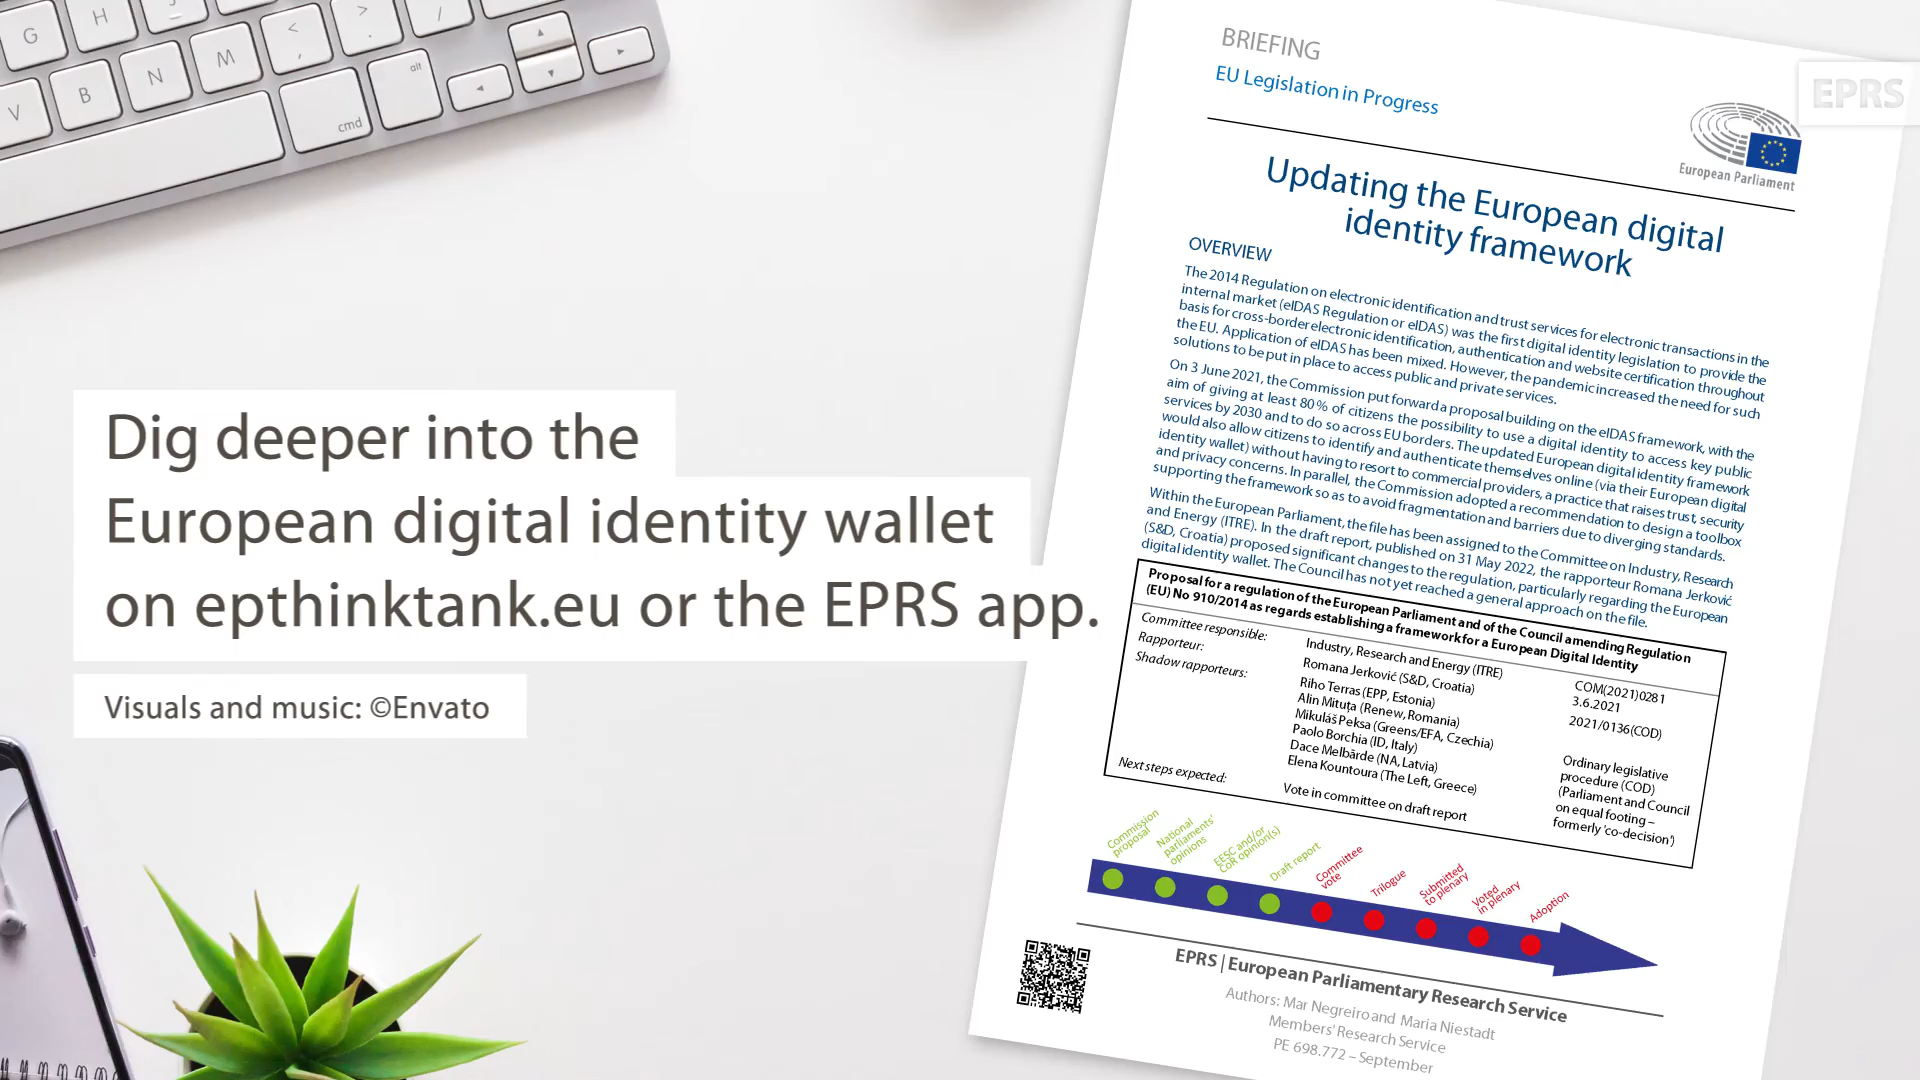 G
H
J
<
,
>
.
/
V
B
N
M
cmd
alt
Dig deeper into the
European digital identity wallet
on epthinktank.eu or the EPRS app.
Visuals and music: ©Envato
EPRS
BRIEFING
EU Legislation in Progress
European Parliament
Updating the European digital
identity framework
OVERVIEW
The 2014 Regulation on electronic identification and trust services for electronic transactions in the
internal market (eIDAS Regulation or eIDAS) was the first digital identity legislation to provide the
basis for cross-border electronic identification, authentication and website certification throughout
the EU. Application of eIDAS has been mixed. However, the pandemic increased the need for such
solutions to be put in place to access public and private services.
On 3 June 2021, the Commission put forward a proposal building on the eIDAS framework, with the
aim of giving at least 80% of citizens the possibility to use a digital identity to access key public
services by 2030 and to do so across EU borders. The updated European digital identity framework
would also allow citizens to identify and authenticate themselves online (via their European digital
identity wallet) without having to resort to commercial providers, a practice that raises trust, security
and privacy concerns. In parallel, the Commission adopted a recommendation to design a toolbox
supporting the framework so as to avoid fragmentation and barriers due to diverging standards.
Within the European Parliament, the file has been assigned to the Committee on Industry, Research
and Energy (ITRE). In the draft report, published on 31 May 2022, the rapporteur Romana Jerković
(S&D, Croatia) proposed significant changes to the regulation, particularly regarding the European
digital identity wallet. The Council has not yet reached a general approach on the file.
Proposal for a regulation of the European Parliament and of the Council amending Regulation
(EU) No 910/2014 as regards establishing a framework for a European Digital Identity
Committee responsible: Industry, Research and Energy (ITRE) COM(2021)0281
Rapporteur: Romana Jerković (S&D, Croatia) 3.6.2021
Shadow rapporteurs: Riho Terras (EPP, Estonia) 2021/0136(COD)
Alin Mituța (Renew, Romania)
Mikuláš Peksa (Greens/EFA, Czechia)
Paolo Borchia (ID, Italy) Ordinary legislative
Dace Melbārde (NA, Latvia) procedure (COD)
Elena Kountoura (The Left, Greece) (Parliament and Council
on equal footing –
Next steps expected: Vote in committee on draft report formerly 'co-decision')
Commission
proposal
National
parliaments'
opinions
EESC and/or
CoR opinion(s)
Draft report
Committee
vote
Trilogue
Submitted
to plenary
Voted
in plenary
Adoption
EPRS | European Parliamentary Research Service
Authors: Mar Negreiro and Maria Niestadt
Members' Research Service
PE 698.772 – September